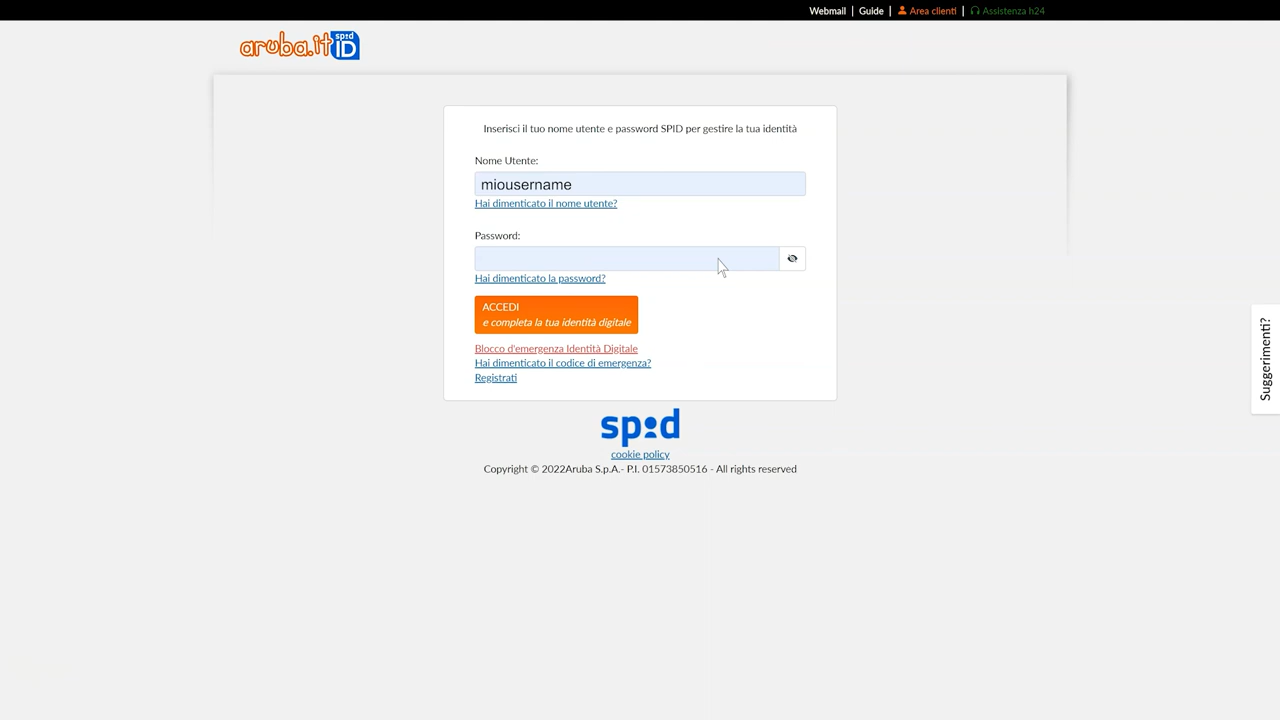 Webmail | Guide | Area clienti | Assistenza h24
aruba.it spid ID
Inserisci il tuo nome utente e password SPID per gestire la tua identità
Nome Utente:
miousername
Hai dimenticato il nome utente?
Password:
Hai dimenticato la password?
ACCEDI
e completa la tua identità digitale
Blocco d'emergenza Identità Digitale
Hai dimenticato il codice di emergenza?
Registrati
Suggerimenti?
spid
cookie policy
Copyright © 2022Aruba S.p.A.- P.I. 01573850516 - All rights reserved